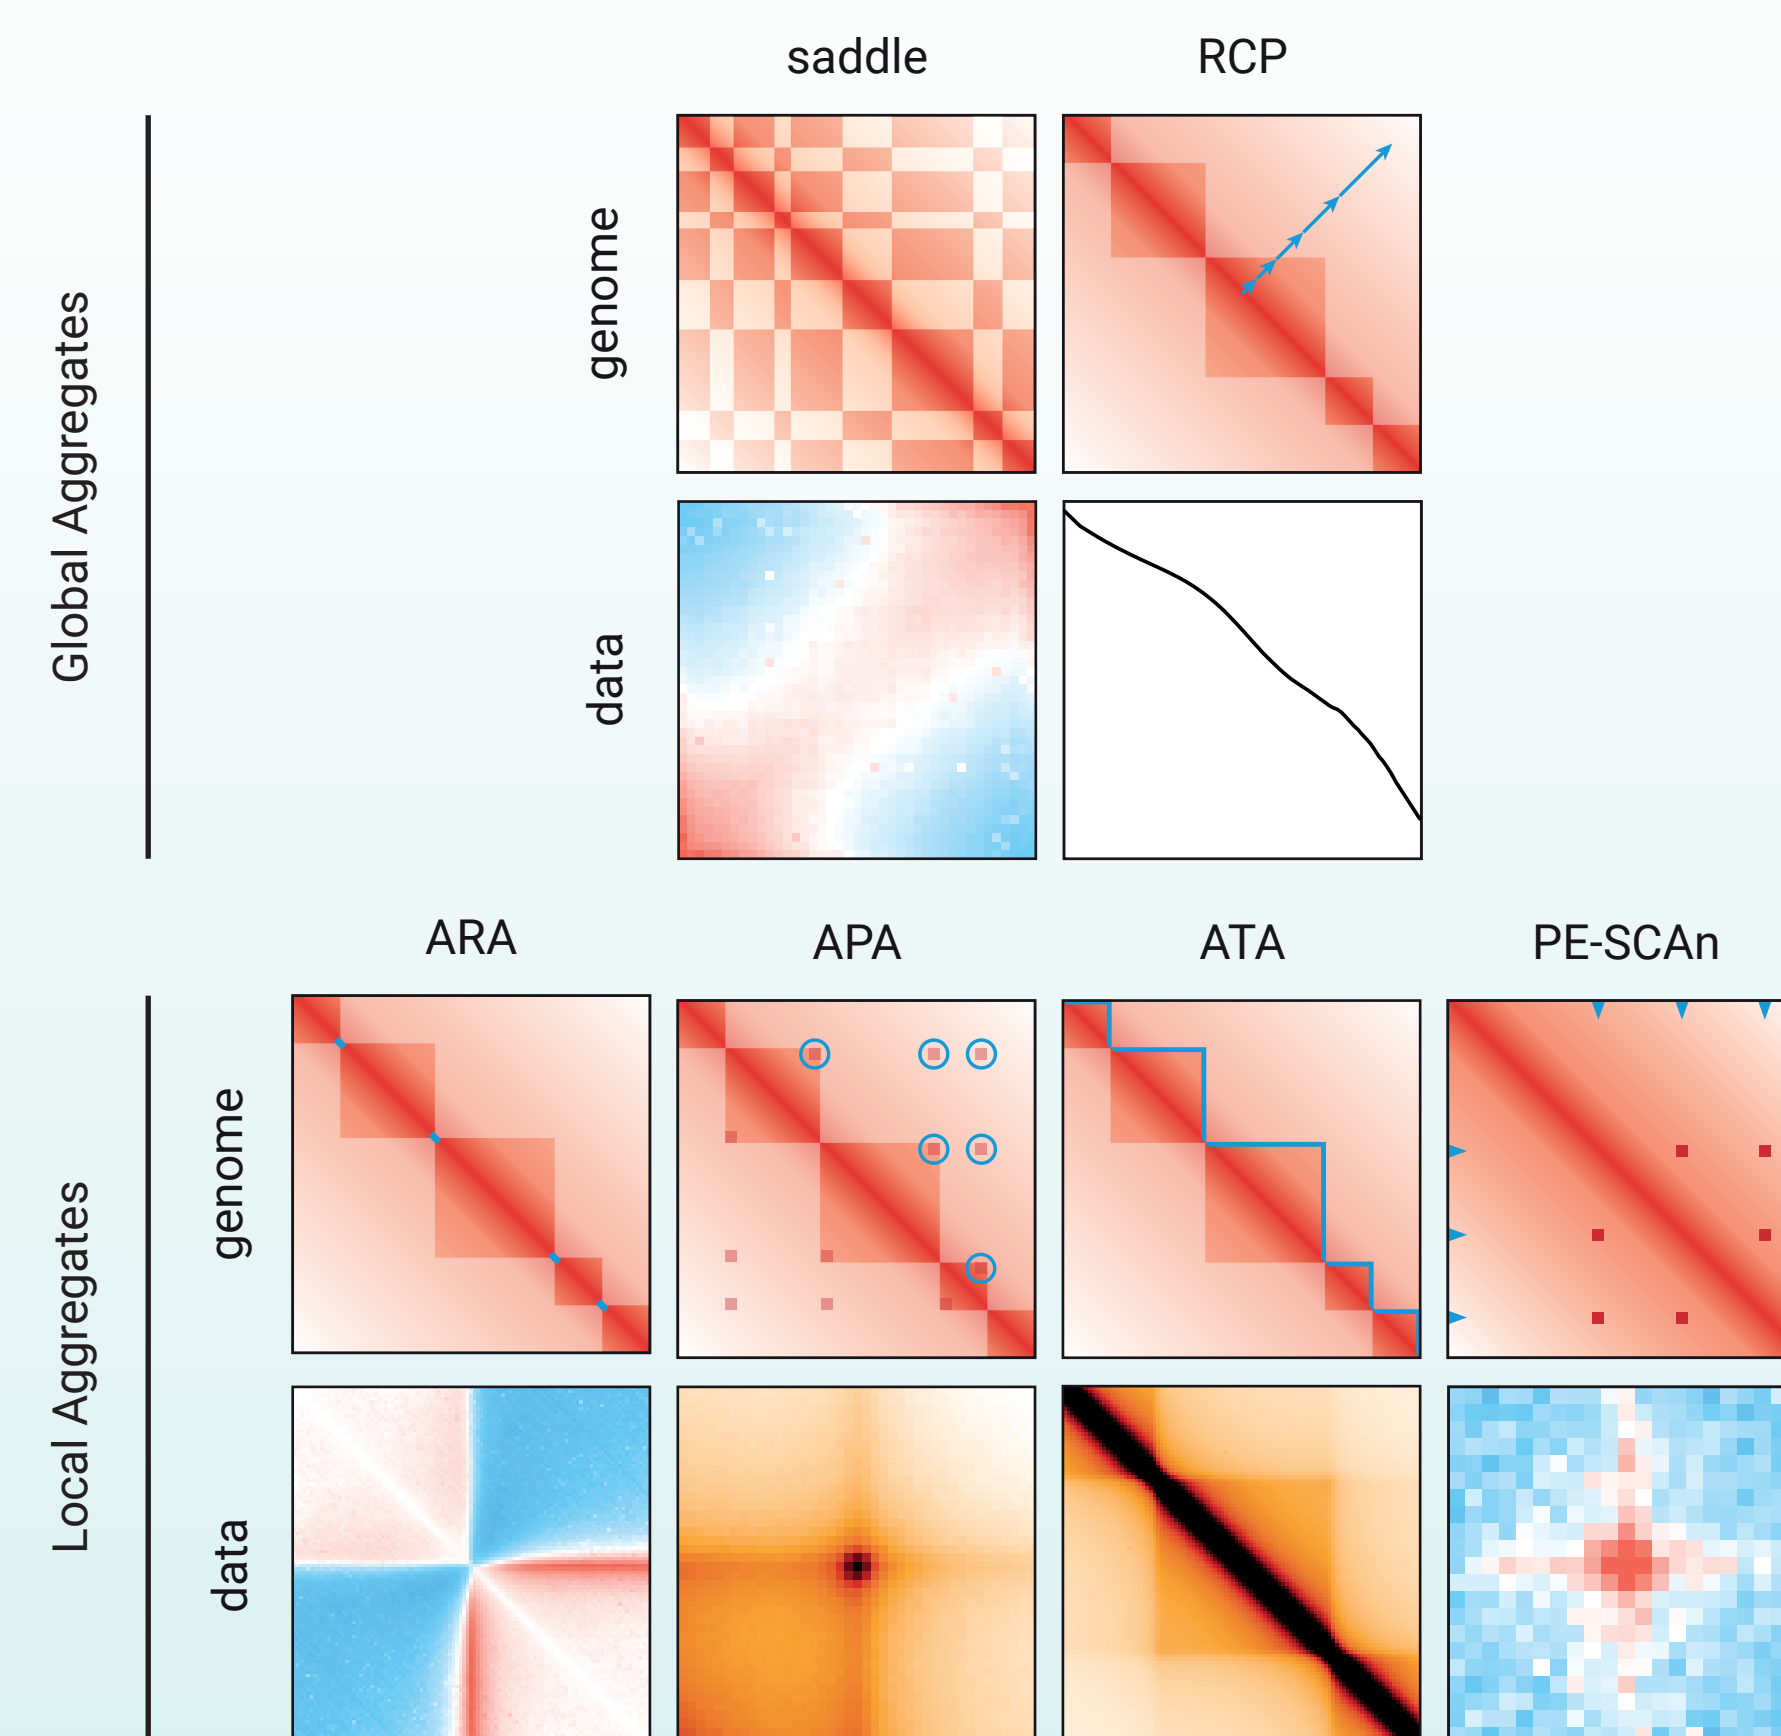 saddle
RCP
Global Aggregates
genome
data
ARA
APA
ATA
PE-SCAn
Local Aggregates
genome
data